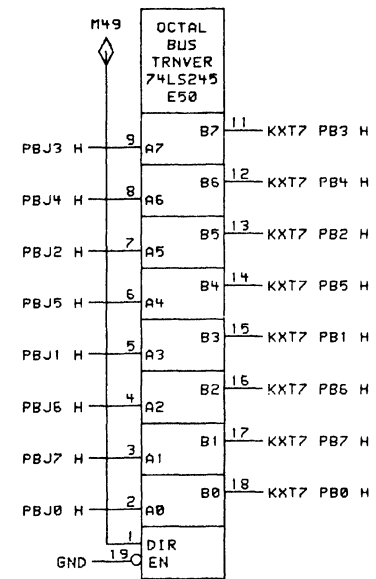 M49
OCTAL
BUS
TRNVER
74LS245
E50
B7 11 KXT7 PB3 H
PBJ3 H 9 A7
B6 12 KXT7 PB4 H
PBJ4 H 8 A6
B5 13 KXT7 PB2 H
PBJ2 H 7 A5
B4 14 KXT7 PB5 H
PBJ5 H 6 A4
B3 15 KXT7 PB1 H
PBJ1 H 5 A3
B2 16 KXT7 PB6 H
PBJ6 H 4 A2
B1 17 KXT7 PB7 H
PBJ7 H 3 A1
B0 18 KXT7 PB0 H
PBJ0 H 2 A0
1 DIR
GND 19 EN